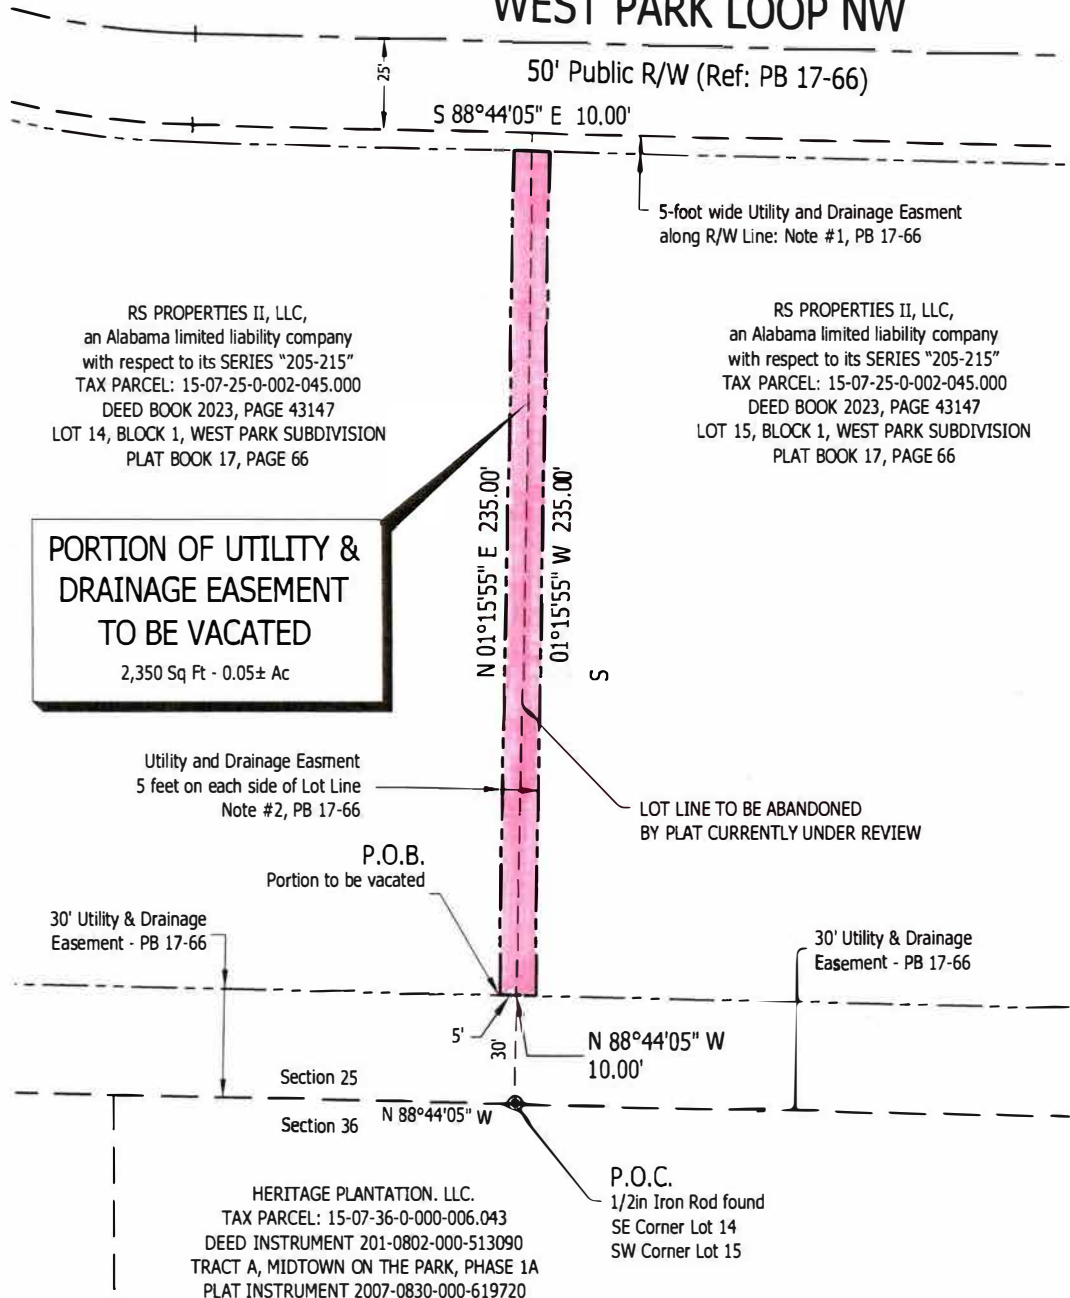 WEST PARK LOOP NW
25'
50' Public R/W (Ref: PB 17-66)
S 88°44'05" E 10.00'
5-foot wide Utility and Drainage Easment
along R/W Line: Note #1, PB 17-66
RS PROPERTIES II, LLC,
an Alabama limited liability company
with respect to its SERIES "205-215"
TAX PARCEL: 15-07-25-0-002-045.000
DEED BOOK 2023, PAGE 43147
LOT 14, BLOCK 1, WEST PARK SUBDIVISION
PLAT BOOK 17, PAGE 66
RS PROPERTIES II, LLC,
an Alabama limited liability company
with respect to its SERIES "205-215"
TAX PARCEL: 15-07-25-0-002-045.000
DEED BOOK 2023, PAGE 43147
LOT 15, BLOCK 1, WEST PARK SUBDIVISION
PLAT BOOK 17, PAGE 66
PORTION OF UTILITY &
DRAINAGE EASEMENT
TO BE VACATED
2,350 Sq Ft - 0.05± Ac
N 01°15'55" E 235.00'
01°15'55" W 235.00'
S
Utility and Drainage Easment
5 feet on each side of Lot Line
Note #2, PB 17-66
LOT LINE TO BE ABANDONED
BY PLAT CURRENTLY UNDER REVIEW
P.O.B.
Portion to be vacated
30' Utility & Drainage
Easement - PB 17-66
30' Utility & Drainage
Easement - PB 17-66
5'
30'
N 88°44'05" W
10.00'
Section 25
Section 36
N 88°44'05" W
P.O.C.
1/2in Iron Rod found
SE Corner Lot 14
SW Corner Lot 15
HERITAGE PLANTATION. LLC.
TAX PARCEL: 15-07-36-0-000-006.043
DEED INSTRUMENT 201-0802-000-513090
TRACT A, MIDTOWN ON THE PARK, PHASE 1A
PLAT INSTRUMENT 2007-0830-000-619720